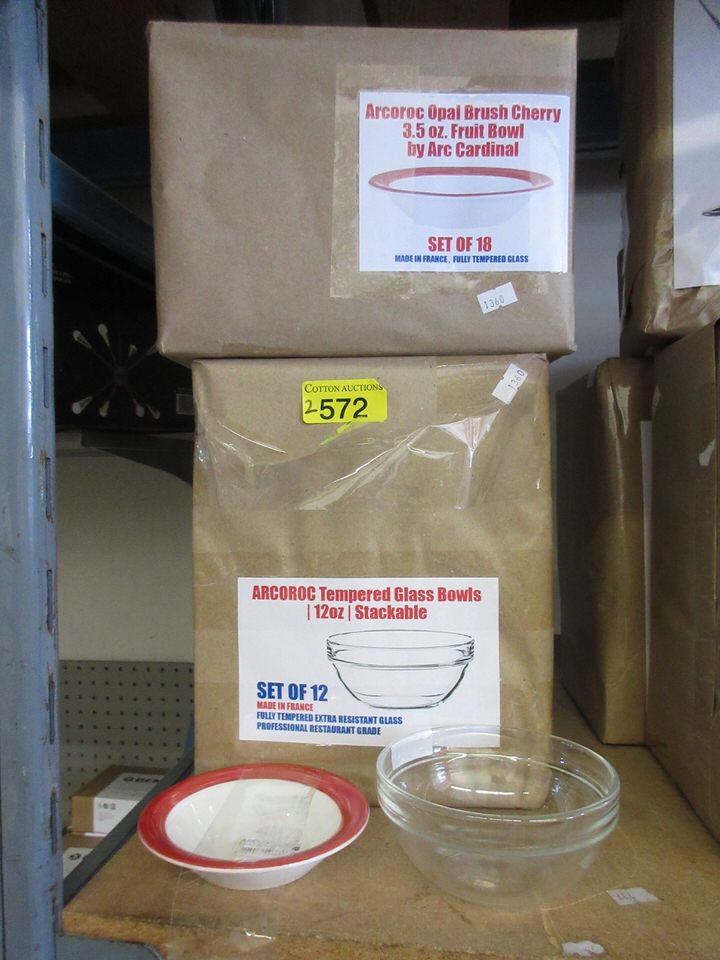 Arcoroc Opal Brush Cherry
3.5 oz. Fruit Bowl
by Arc Cardinal
SET OF 18
MADE IN FRANCE, FULLY TEMPERED GLASS
1360
1360
COTTON AUCTIONS
2 572
ARCOROC Tempered Glass Bowls
| 12oz | Stackable
SET OF 12
MADE IN FRANCE
FULLY TEMPERED EXTRA RESISTANT GLASS
PROFESSIONAL RESTAURANT GRADE